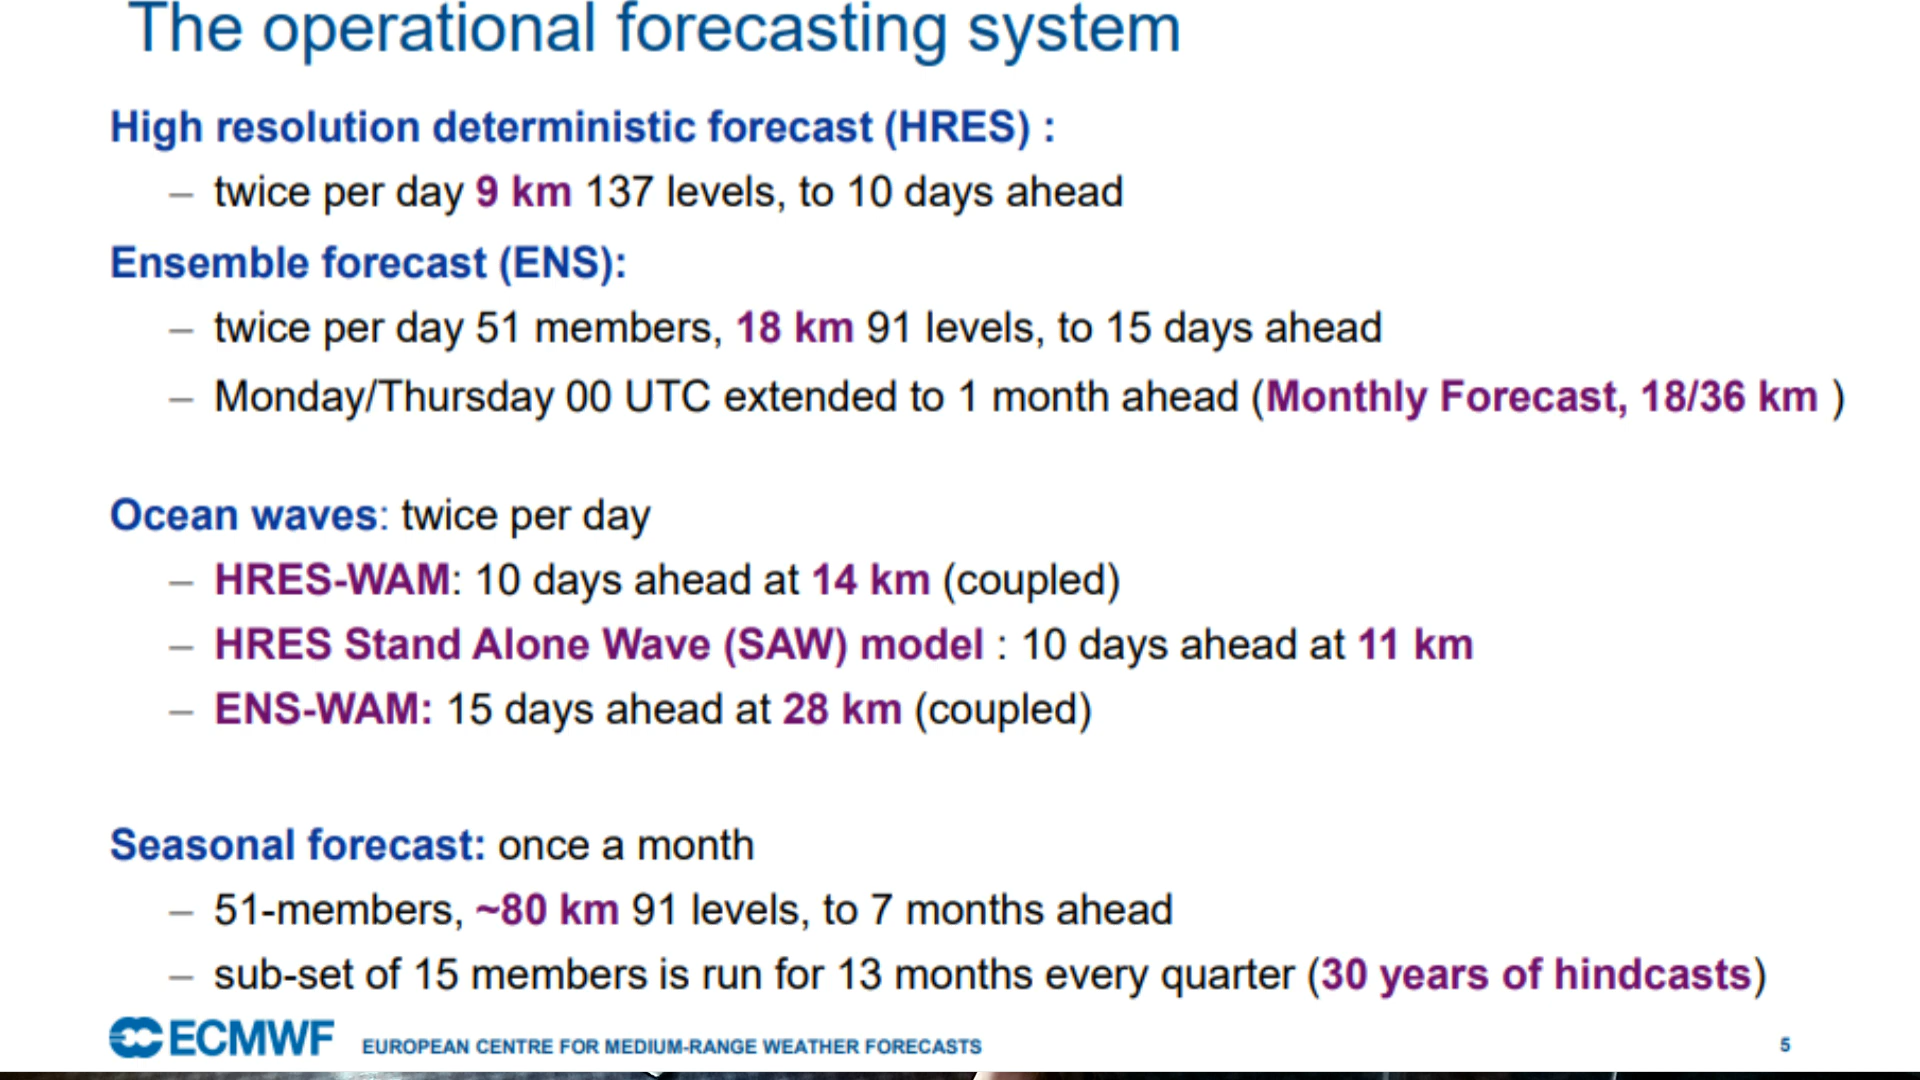 The operational forecasting system
High resolution deterministic forecast (HRES) :
– twice per day 9 km 137 levels, to 10 days ahead
Ensemble forecast (ENS):
– twice per day 51 members, 18 km 91 levels, to 15 days ahead
– Monday/Thursday 00 UTC extended to 1 month ahead (Monthly Forecast, 18/36 km )
Ocean waves: twice per day
– HRES-WAM: 10 days ahead at 14 km (coupled)
– HRES Stand Alone Wave (SAW) model : 10 days ahead at 11 km
– ENS-WAM: 15 days ahead at 28 km (coupled)
Seasonal forecast: once a month
– 51-members, ~80 km 91 levels, to 7 months ahead
– sub-set of 15 members is run for 13 months every quarter (30 years of hindcasts)
ECMWF EUROPEAN CENTRE FOR MEDIUM-RANGE WEATHER FORECASTS 5